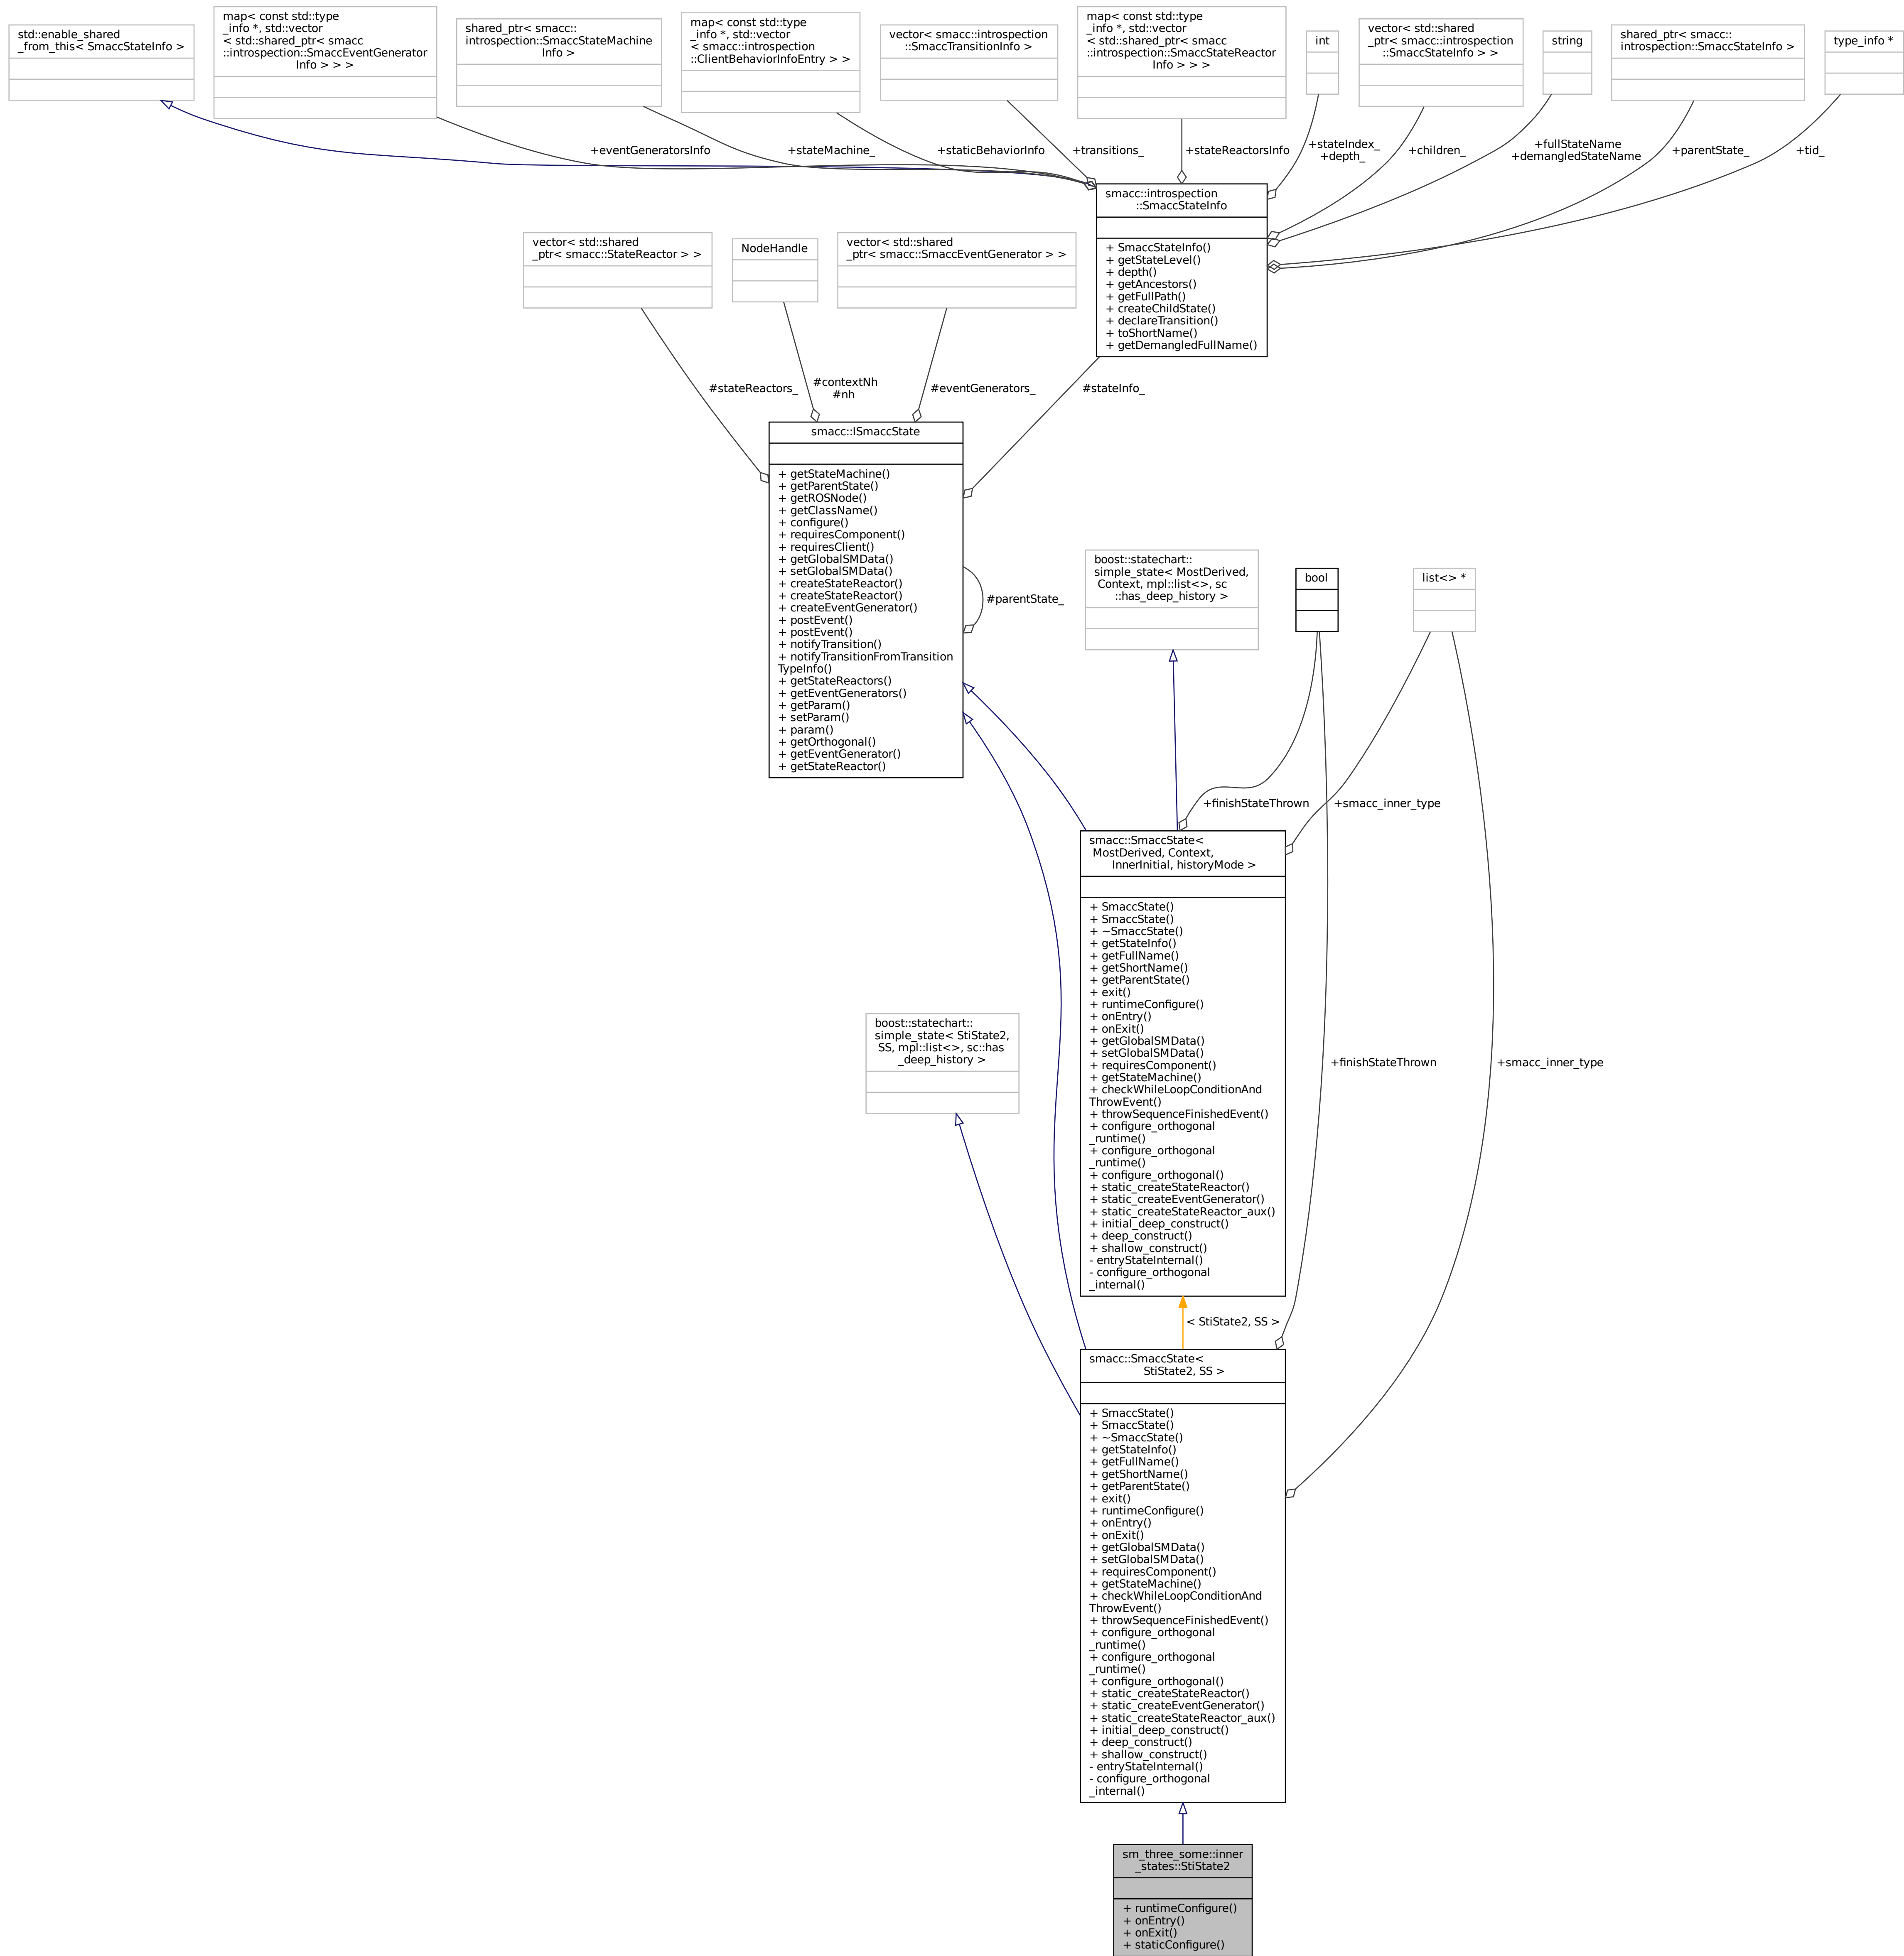 std::enable_shared
_from_this< SmaccStateInfo >
map< const std::type
_info *, std::vector
< std::shared_ptr< smacc
::introspection::SmaccEventGenerator
Info > > >
shared_ptr< smacc::
introspection::SmaccStateMachine
Info >
map< const std::type
_info *, std::vector
< smacc::introspection
::ClientBehaviorInfoEntry > >
vector< smacc::introspection
::SmaccTransitionInfo >
map< const std::type
_info *, std::vector
< std::shared_ptr< smacc
::introspection::SmaccStateReactor
Info > > >
int
vector< std::shared
_ptr< smacc::introspection
::SmaccStateInfo > >
string
shared_ptr< smacc::
introspection::SmaccStateInfo >
type_info *
+eventGeneratorsInfo
+stateMachine_
+staticBehaviorInfo
+transitions_
+stateReactorsInfo
+stateIndex_
+depth_
+children_
+fullStateName
+demangledStateName
+parentState_
+tid_
smacc::introspection
::SmaccStateInfo
+ SmaccStateInfo()
+ getStateLevel()
+ depth()
+ getAncestors()
+ getFullPath()
+ createChildState()
+ declareTransition()
+ toShortName()
+ getDemangledFullName()
vector< std::shared
_ptr< smacc::StateReactor > >
NodeHandle
vector< std::shared
_ptr< smacc::SmaccEventGenerator > >
#stateReactors_
#contextNh
#nh
#eventGenerators_
#stateInfo_
smacc::ISmaccState
+ getStateMachine()
+ getParentState()
+ getROSNode()
+ getClassName()
+ configure()
+ requiresComponent()
+ requiresClient()
+ getGlobalSMData()
+ setGlobalSMData()
+ createStateReactor()
+ createStateReactor()
+ createEventGenerator()
+ postEvent()
+ postEvent()
+ notifyTransition()
+ notifyTransitionFromTransition
TypeInfo()
+ getStateReactors()
+ getEventGenerators()
+ getParam()
+ setParam()
+ param()
+ getOrthogonal()
+ getEventGenerator()
+ getStateReactor()
#parentState_
boost::statechart::
simple_state< MostDerived,
Context, mpl::list<>, sc
::has_deep_history >
bool
list<> *
+finishStateThrown
+smacc_inner_type
smacc::SmaccState<
MostDerived, Context,
InnerInitial, historyMode >
+ SmaccState()
+ SmaccState()
+ ~SmaccState()
+ getStateInfo()
+ getFullName()
+ getShortName()
+ getParentState()
+ exit()
+ runtimeConfigure()
+ onEntry()
+ onExit()
+ getGlobalSMData()
+ setGlobalSMData()
+ requiresComponent()
+ getStateMachine()
+ checkWhileLoopConditionAnd
ThrowEvent()
+ throwSequenceFinishedEvent()
+ configure_orthogonal
_runtime()
+ configure_orthogonal
_runtime()
+ configure_orthogonal()
+ static_createStateReactor()
+ static_createEventGenerator()
+ static_createStateReactor_aux()
+ initial_deep_construct()
+ deep_construct()
+ shallow_construct()
- entryStateInternal()
- configure_orthogonal
_internal()
boost::statechart::
simple_state< StiState2,
SS, mpl::list<>, sc::has
_deep_history >
+finishStateThrown
+smacc_inner_type
< StiState2, SS >
smacc::SmaccState<
StiState2, SS >
+ SmaccState()
+ SmaccState()
+ ~SmaccState()
+ getStateInfo()
+ getFullName()
+ getShortName()
+ getParentState()
+ exit()
+ runtimeConfigure()
+ onEntry()
+ onExit()
+ getGlobalSMData()
+ setGlobalSMData()
+ requiresComponent()
+ getStateMachine()
+ checkWhileLoopConditionAnd
ThrowEvent()
+ throwSequenceFinishedEvent()
+ configure_orthogonal
_runtime()
+ configure_orthogonal
_runtime()
+ configure_orthogonal()
+ static_createStateReactor()
+ static_createEventGenerator()
+ static_createStateReactor_aux()
+ initial_deep_construct()
+ deep_construct()
+ shallow_construct()
- entryStateInternal()
- configure_orthogonal
_internal()
sm_three_some::inner
_states::StiState2
+ runtimeConfigure()
+ onEntry()
+ onExit()
+ staticConfigure()